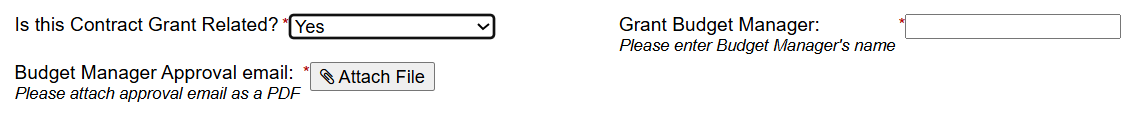 Is this Contract Grant Related? * Yes
Grant Budget Manager: *
Please enter Budget Manager's name
Budget Manager Approval email: * Attach File
Please attach approval email as a PDF